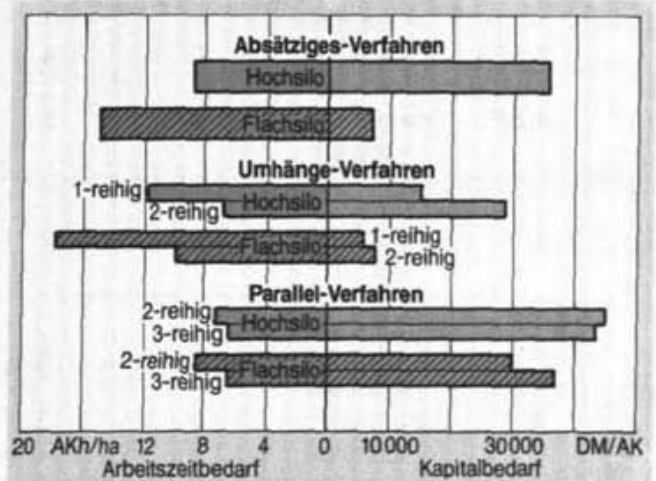 Absätziges-Verfahren
Hochsilo
Flachsilo
Umhänge-Verfahren
1-reihig
Hochsilo
2-reihig
1-reihig
Flachsilo
2-reihig
Parallel-Verfahren
2-reihig
Hochsilo
3-reihig
2-reihig
Flachsilo
3-reihig
20 AKh/ha 12 8 4 0 10000 30000 DM/AK
Arbeitszeitbedarf Kapitalbedarf